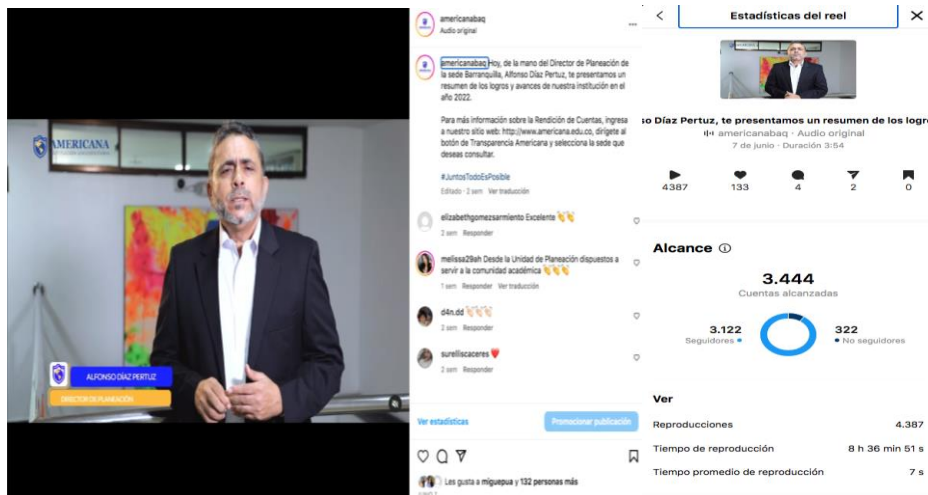 AMERICANA
ALFONSO DÍAZ PERTUZ
DIRECTOR DE PLANEACIÓN
americanabaq
Audio original
americanabaq Hoy, de la mano del Director de Planeación de
la sede Barranquilla, Alfonso Díaz Pertuz, te presentamos un
resumen de los logros y avances de nuestra institución en el
año 2022.
Para más información sobre la Rendición de Cuentas, ingresa
a nuestro sitio web: http://www.americana.edu.co, dirígete al
botón de Transparencia Americana y selecciona la sede que
deseas consultar.
#JuntosTodoEsPosible
Editado · 2 sem Ver traducción
elizabethgomezsarmiento Excelente 👏👏
2 sem Responder
melissa29ah Desde la Unidad de Planeación dispuestos a
servir a la comunidad académica 👏👏👏
1 sem Responder Ver traducción
d4n.dd 👏🏻👏🏻👏🏻
2 sem Responder
surelliscaceres ❤️
2 sem Responder
Ver estadísticas
Promocionar publicación
Les gusta a miguepua y 132 personas más
Estadísticas del reel
so Díaz Pertuz, te presentamos un resumen de los logro
americanabaq · Audio original
7 de junio · Duración 3:54
4387 133 4 2 0
Alcance
3.444
Cuentas alcanzadas
3.122
Seguidores
322
No seguidores
Ver
Reproducciones 4.387
Tiempo de reproducción 8 h 36 min 51 s
Tiempo promedio de reproducción 7 s